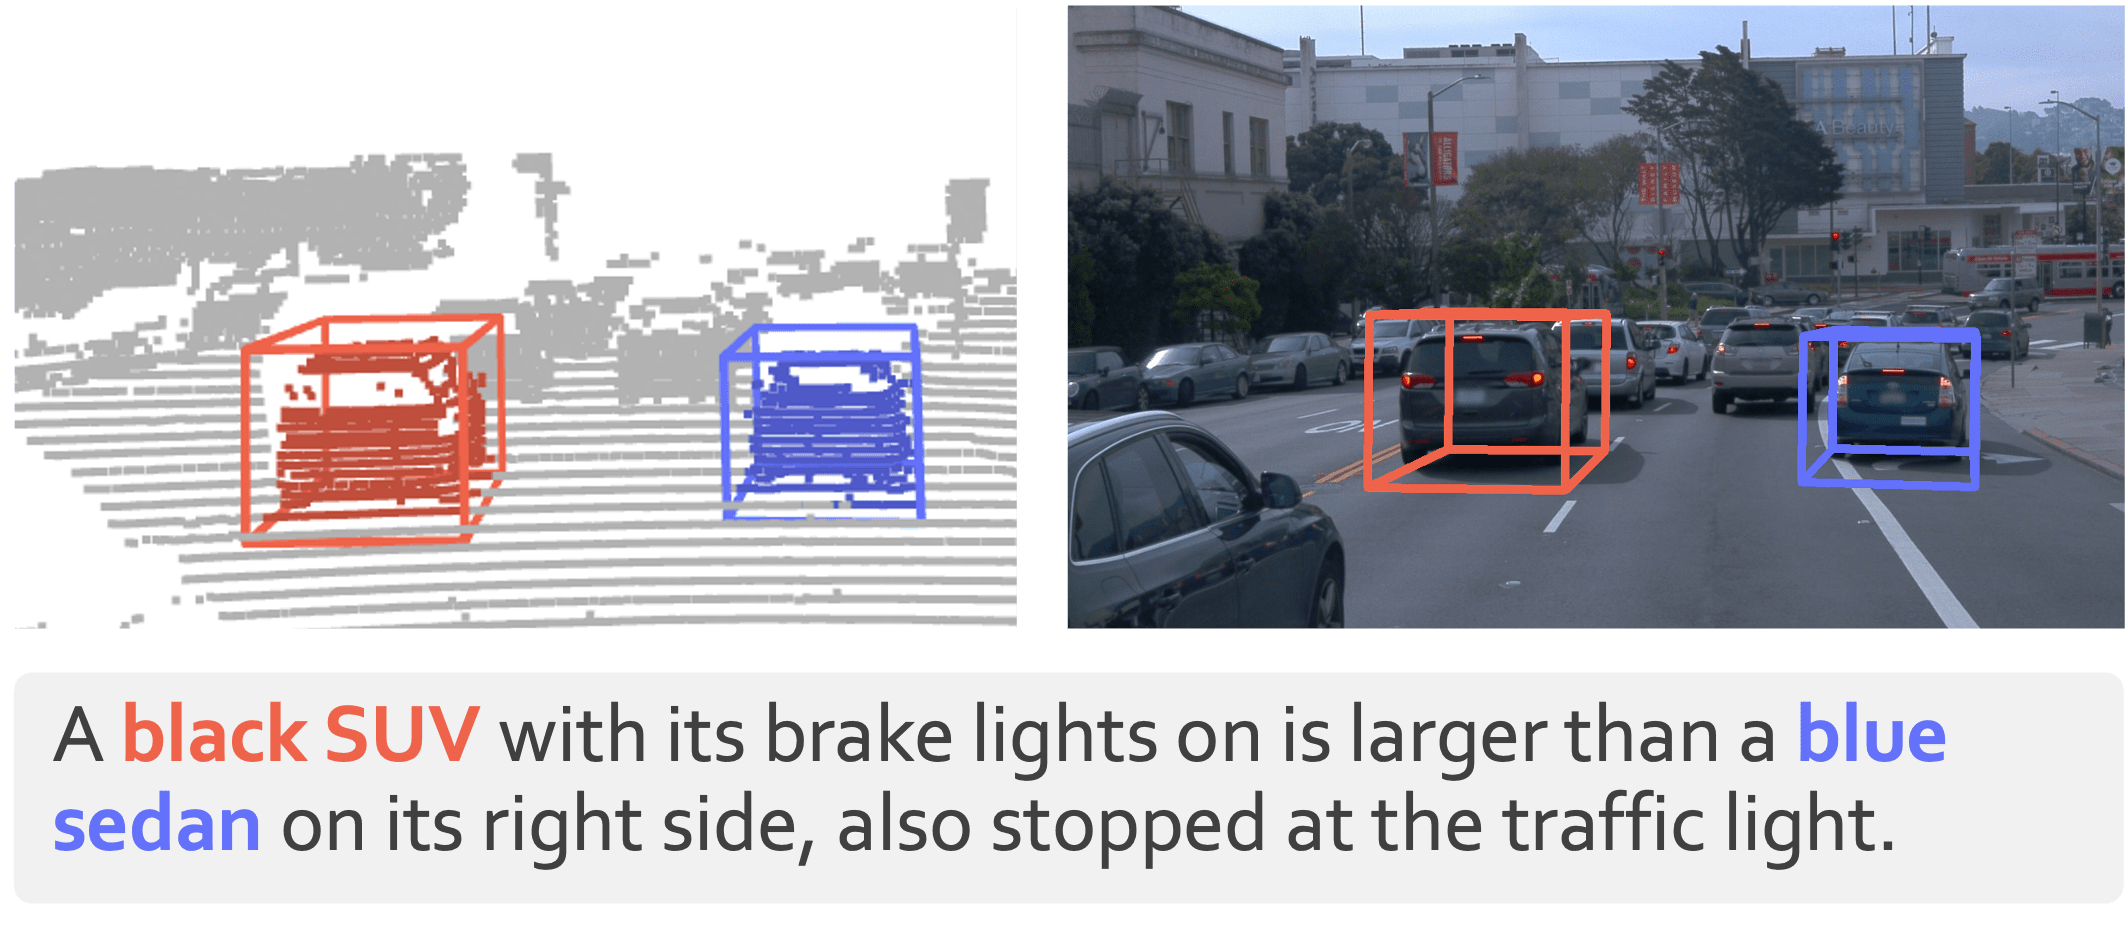 A Beauty
A black SUV with its brake lights on is larger than a blue
sedan on its right side, also stopped at the traffic light.